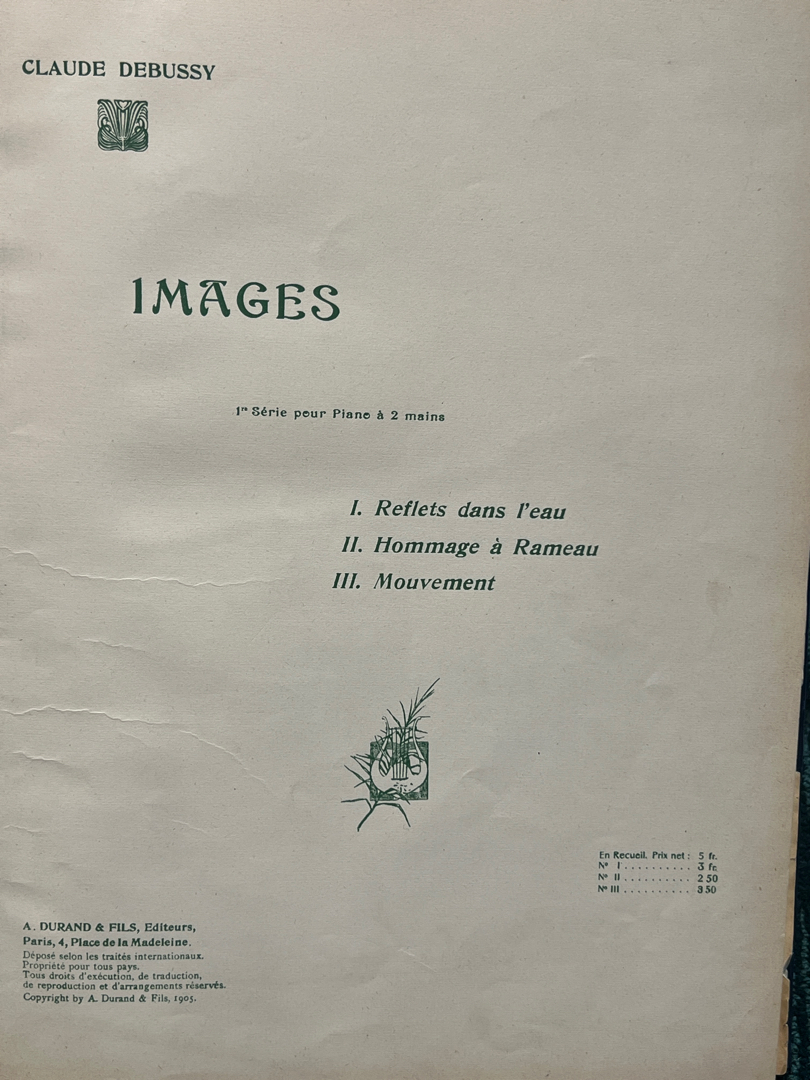 CLAUDE DEBUSSY
IMAGES
1re Série pour Piano à 2 mains
I. Reflets dans l'eau
II. Hommage à Rameau
III. Mouvement
En Recueil, Prix net : 5 fr.
No I . . . . . . . . . . 3 fr.
No II . . . . . . . . . . 2 50
No III . . . . . . . . . . 3 50
A. DURAND & FILS, Editeurs,
Paris, 4, Place de la Madeleine.
Déposé selon les traités internationaux.
Propriété pour tous pays.
Tous droits d'exécution, de traduction,
de reproduction et d'arrangements réservés.
Copyright by A. Durand & Fils, 1905.